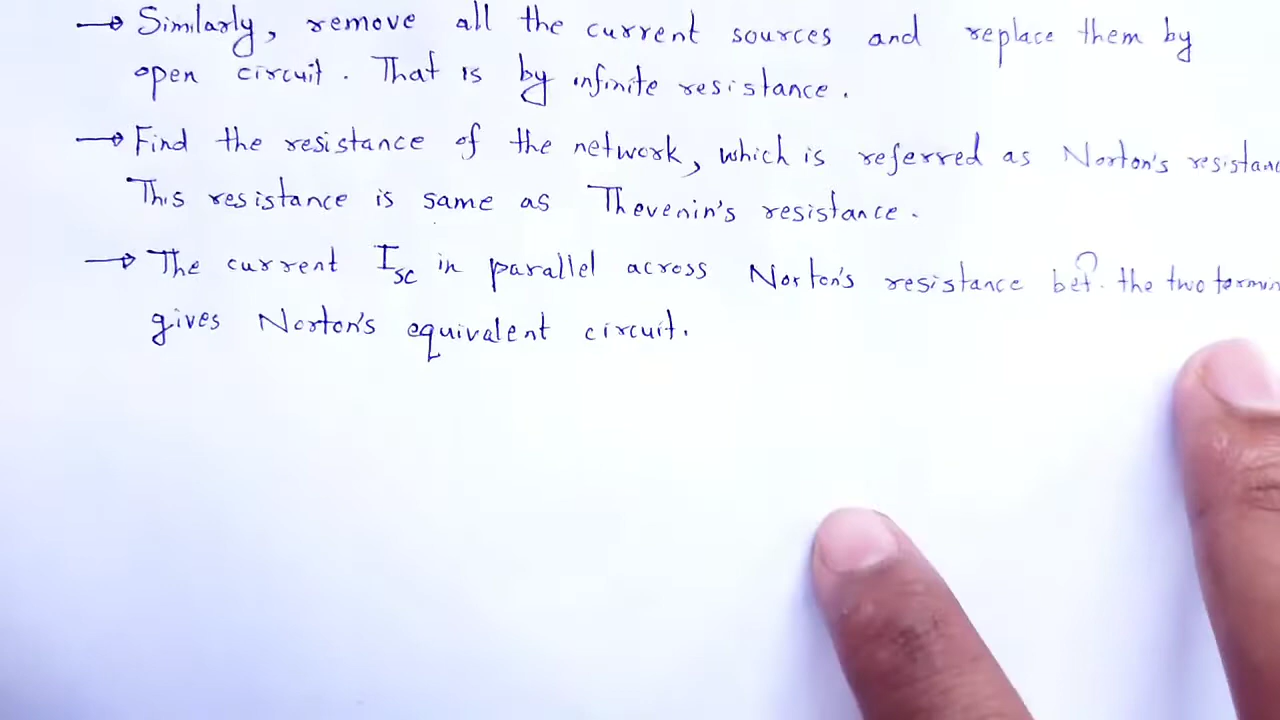 → Similarly, remove all the current sources and replace them by
open circuit. That is by infinite resistance.
→ Find the resistance of the network, which is referred as Norton's resistanc
This resistance is same as Thevenin's resistance.
→ The current Isc in parallel across Norton's resistance bet. the two termin
gives Norton's equivalent circuit.